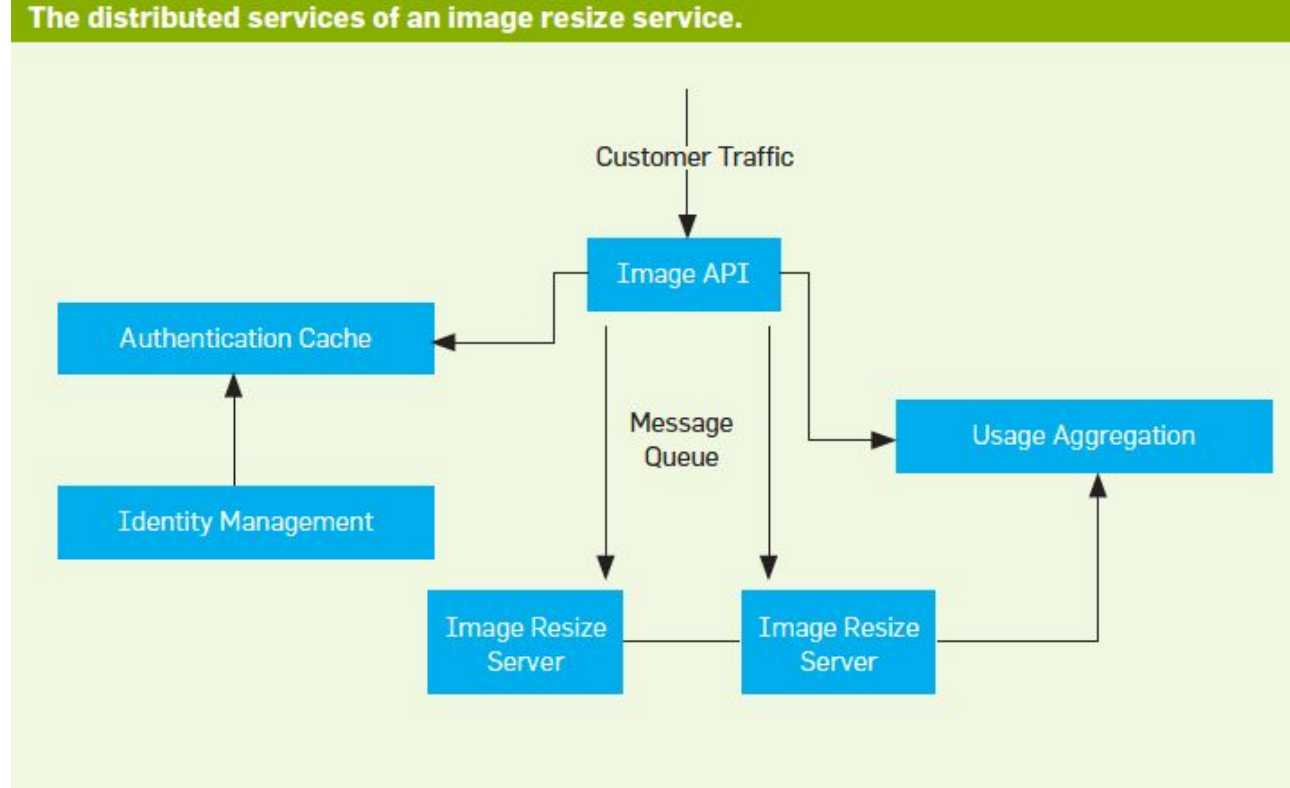 The distributed services of an image resize service.
Customer Traffic
Image API
Authentication Cache
Message
Queue
Usage Aggregation
Identity Management
Image Resize
Server
Image Resize
Server